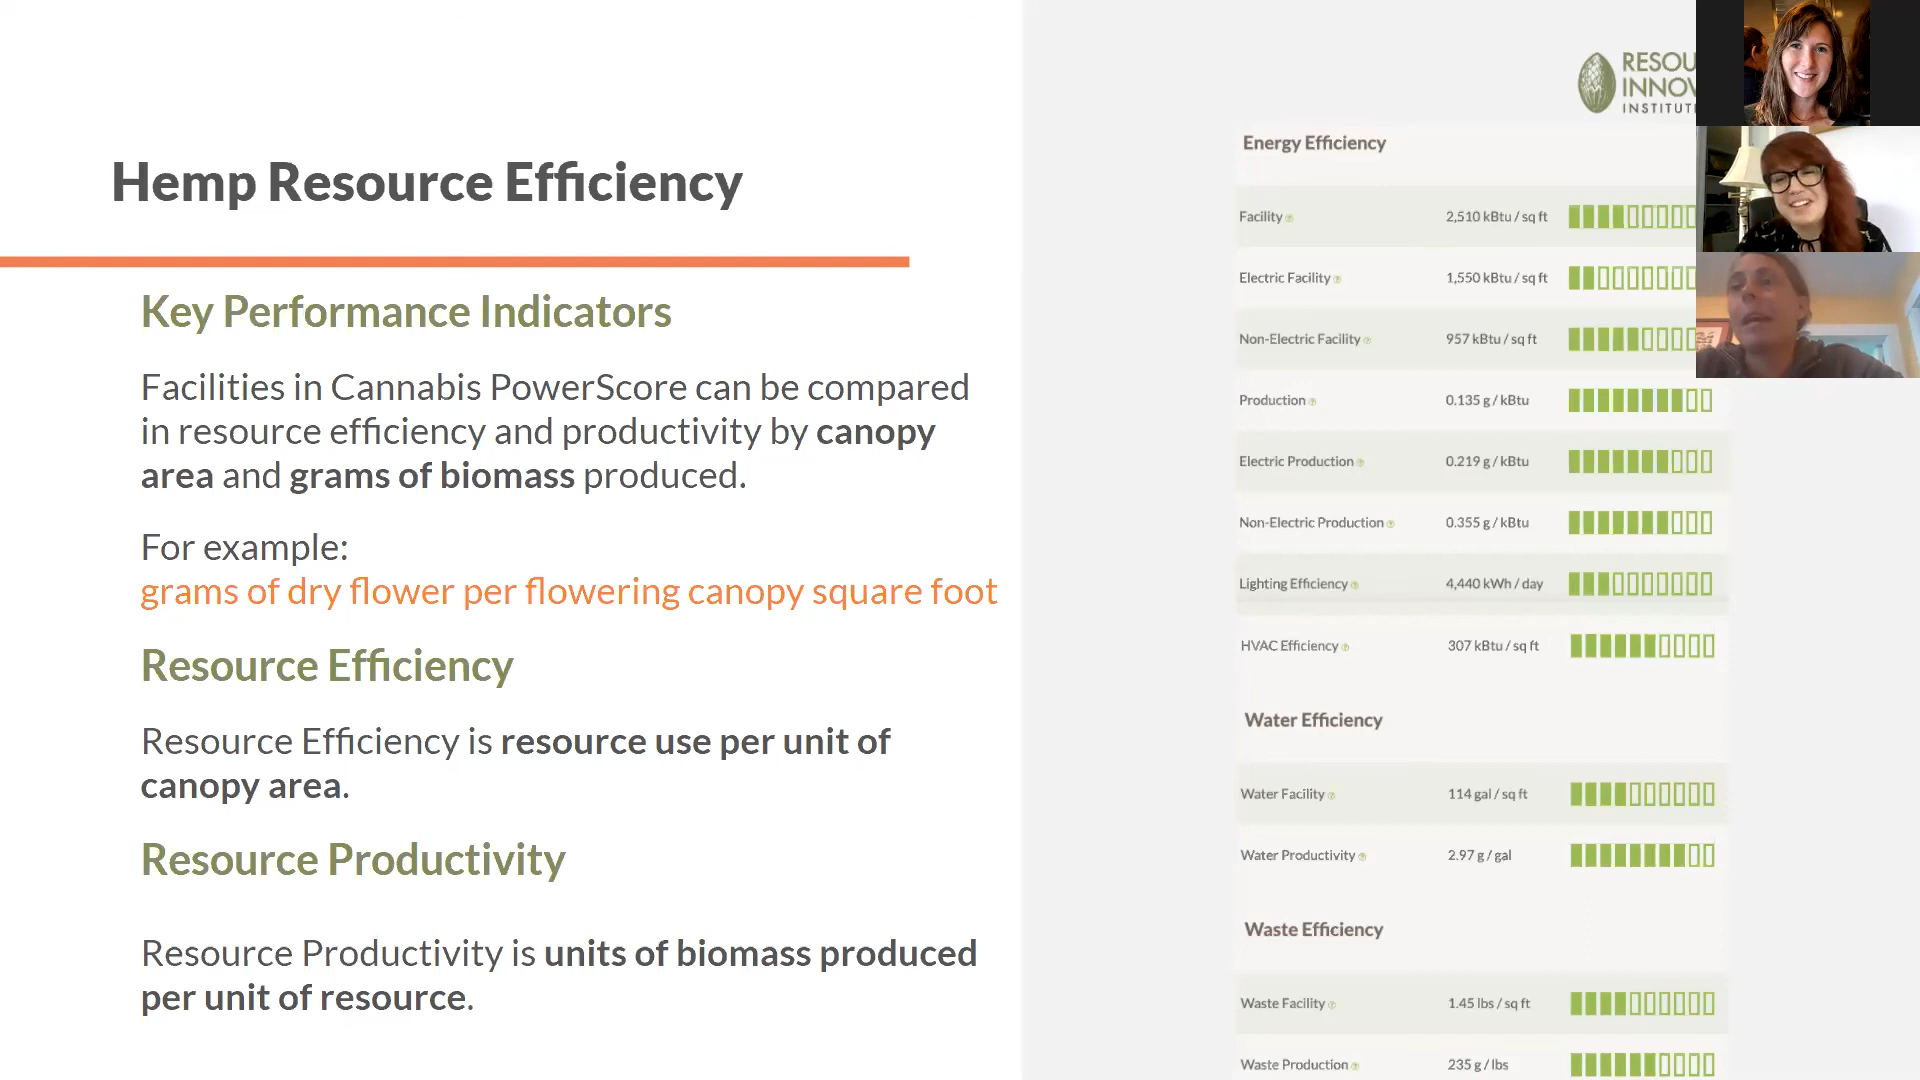 Hemp Resource Efficiency
Key Performance Indicators
Facilities in Cannabis PowerScore can be compared
in resource efficiency and productivity by canopy
area and grams of biomass produced.
For example:
grams of dry flower per flowering canopy square foot
Resource Efficiency
Resource Efficiency is resource use per unit of
canopy area.
Resource Productivity
Resource Productivity is units of biomass produced
per unit of resource.
RESOU
INNOV
INSTITUT
Energy Efficiency
Facility 2,510 kBtu / sq ft
Electric Facility 1,550 kBtu / sq ft
Non-Electric Facility 957 kBtu / sq ft
Production 0.135 g / kBtu
Electric Production 0.219 g / kBtu
Non-Electric Production 0.355 g / kBtu
Lighting Efficiency 4,440 kWh / day
HVAC Efficiency 307 kBtu / sq ft
Water Efficiency
Water Facility 114 gal / sq ft
Water Productivity 2.97 g / gal
Waste Efficiency
Waste Facility 1.45 lbs / sq ft
Waste Production 235 g / lbs